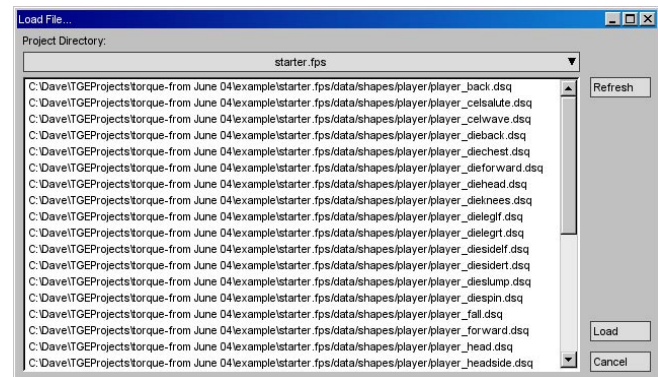 Load File...
Project Directory:
starter.fps
C:\Dave\TGEProjects\torque-from June 04\example\starter.fps/data/shapes/player/player_back.dsq
Refresh
C:\Dave\TGEProjects\torque-from June 04\example\starter.fps/data/shapes/player/player_celsalute.dsq
C:\Dave\TGEProjects\torque-from June 04\example\starter.fps/data/shapes/player/player_celwave.dsq
C:\Dave\TGEProjects\torque-from June 04\example\starter.fps/data/shapes/player/player_dieback.dsq
C:\Dave\TGEProjects\torque-from June 04\example\starter.fps/data/shapes/player/player_diechest.dsq
C:\Dave\TGEProjects\torque-from June 04\example\starter.fps/data/shapes/player/player_dieforward.dsq
C:\Dave\TGEProjects\torque-from June 04\example\starter.fps/data/shapes/player/player_diehead.dsq
C:\Dave\TGEProjects\torque-from June 04\example\starter.fps/data/shapes/player/player_dieknees.dsq
C:\Dave\TGEProjects\torque-from June 04\example\starter.fps/data/shapes/player/player_dieleglf.dsq
C:\Dave\TGEProjects\torque-from June 04\example\starter.fps/data/shapes/player/player_dielegrt.dsq
C:\Dave\TGEProjects\torque-from June 04\example\starter.fps/data/shapes/player/player_diesidelf.dsq
C:\Dave\TGEProjects\torque-from June 04\example\starter.fps/data/shapes/player/player_diesidert.dsq
C:\Dave\TGEProjects\torque-from June 04\example\starter.fps/data/shapes/player/player_dieslump.dsq
C:\Dave\TGEProjects\torque-from June 04\example\starter.fps/data/shapes/player/player_diespin.dsq
C:\Dave\TGEProjects\torque-from June 04\example\starter.fps/data/shapes/player/player_fall.dsq
C:\Dave\TGEProjects\torque-from June 04\example\starter.fps/data/shapes/player/player_forward.dsq
Load
C:\Dave\TGEProjects\torque-from June 04\example\starter.fps/data/shapes/player/player_head.dsq
C:\Dave\TGEProjects\torque-from June 04\example\starter.fps/data/shapes/player/player_headside.dsq
Cancel